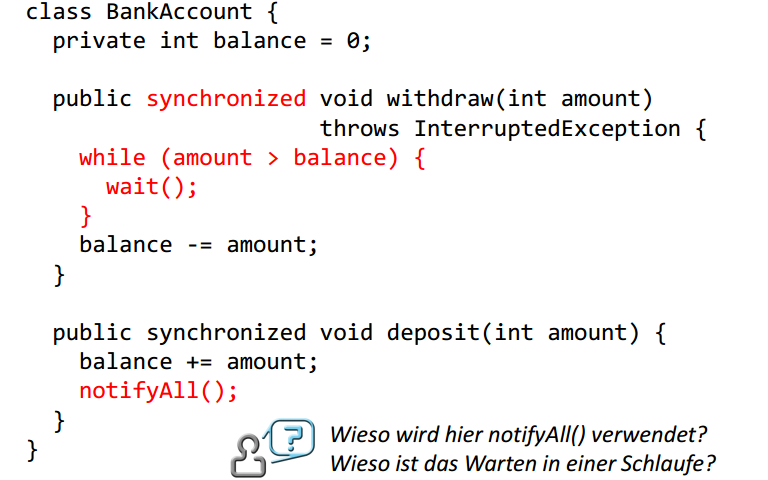 class BankAccount {
  private int balance = 0;

  public synchronized void withdraw(int amount)
                      throws InterruptedException {
    while (amount > balance) {
      wait();
    }
    balance -= amount;
  }

  public synchronized void deposit(int amount) {
    balance += amount;
    notifyAll();
  }
}
?
Wieso wird hier notifyAll() verwendet?
Wieso ist das Warten in einer Schlaufe?